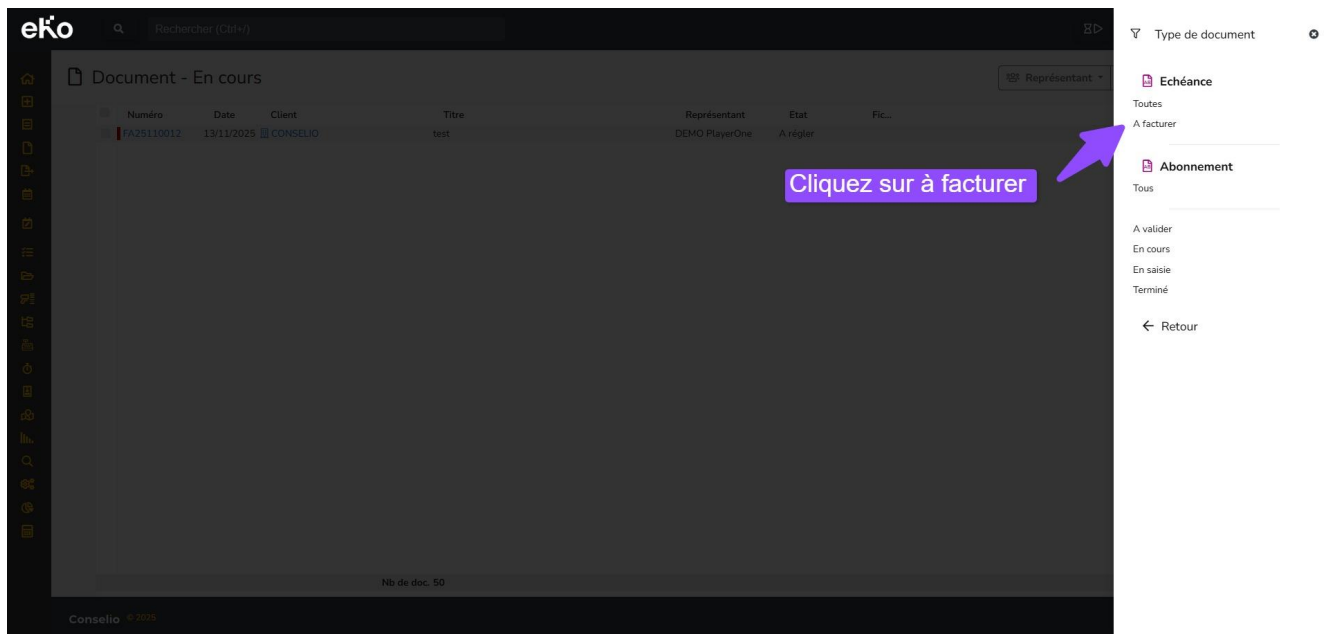 eko
Rechercher (Ctrl+/)
Type de document
Document - En cours
Représentant
Echéance
Toutes
A facturer
Numéro Date Client Titre Représentant Etat Fic...
FA25110012 13/11/2025 CONSELIO test DEMO PlayerOne A régler
Cliquez sur à facturer
Abonnement
Tous
A valider
En cours
En saisie
Terminé
← Retour
Nb de doc. 50
Conselio © 2025